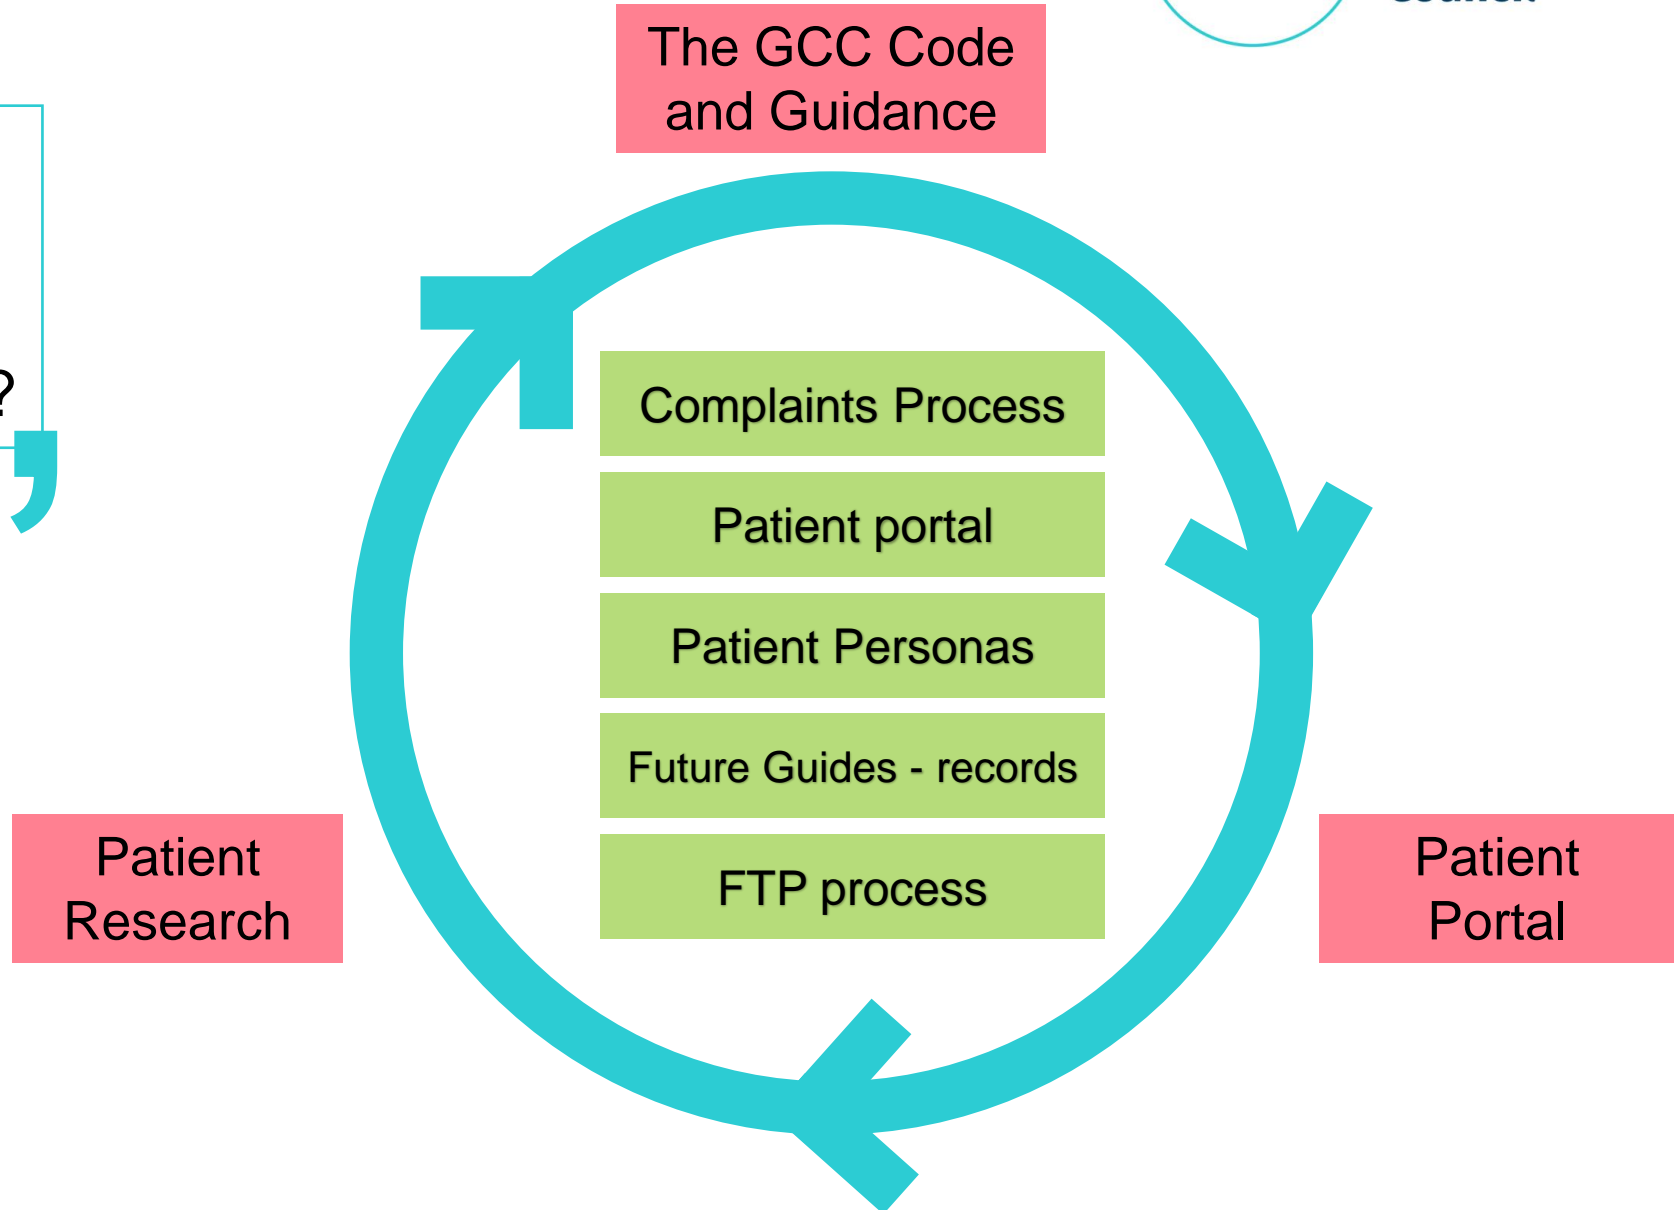 The GCC Code
and Guidance
?
Complaints Process
Patient portal
Patient Personas
Future Guides - records
FTP process
Patient
Research
Patient
Portal